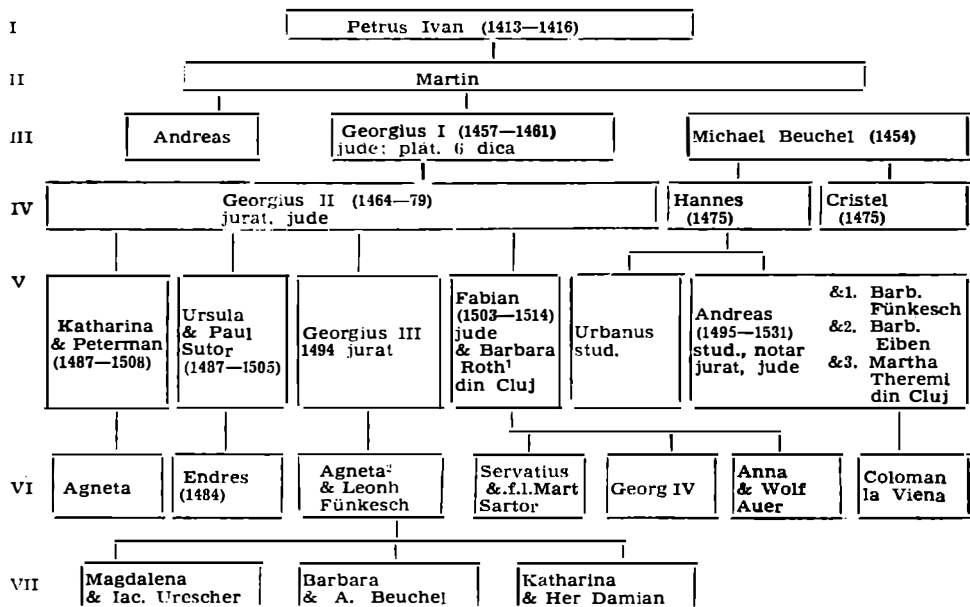 I
Petrus Ivan (1413—1416)
II
Martin
III
Andreas
Georgius I (1457—1461)
jude; plăt. 6 dica
Michael Beuchel (1454)
IV
Georgius II (1464—79)
jurat, jude
Hannes
(1475)
Cristel
(1475)
V
Katharina
& Peterman
(1487—1508)
Ursula
& Paul
Sutor
(1487—1505)
Georgius III
1494 jurat
Fabian
(1503—1514)
jude
& Barbara
Roth¹
din Cluj
Urbanus
stud.
Andreas
(1495—1531)
stud., notar
jurat, jude
&1. Barb.
Fünkesch
&2. Barb.
Eiben
&3. Martha
Theremi
din Cluj
VI
Agneta
Endres
(1484)
Agneta²
& Leonh
Fünkesch
Servatius
&.f.l.Mart
Sartor
Georg IV
Anna
& Wolf
Auer
Coloman
la Viena
VII
Magdalena
& Iac. Urescher
Barbara
& A. Beuchel
Katharina
& Her Damian